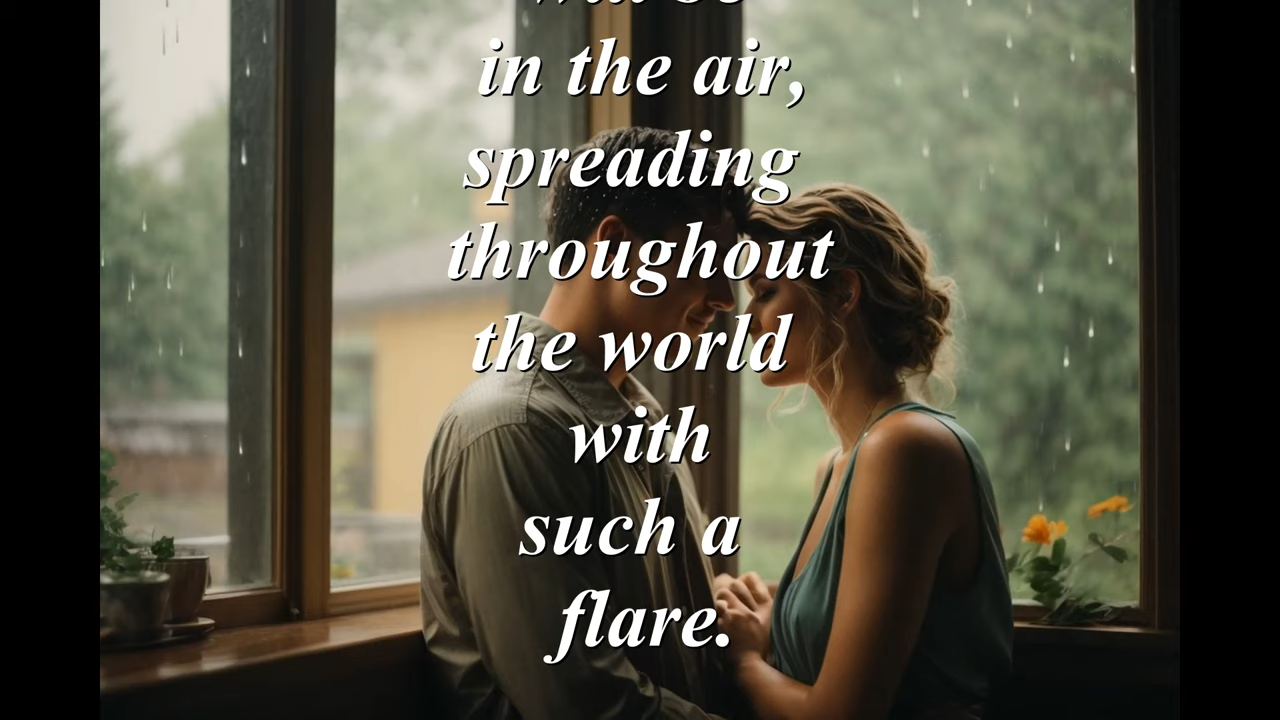 in the air,
spreading
throughout
the world
with
such a
flare.